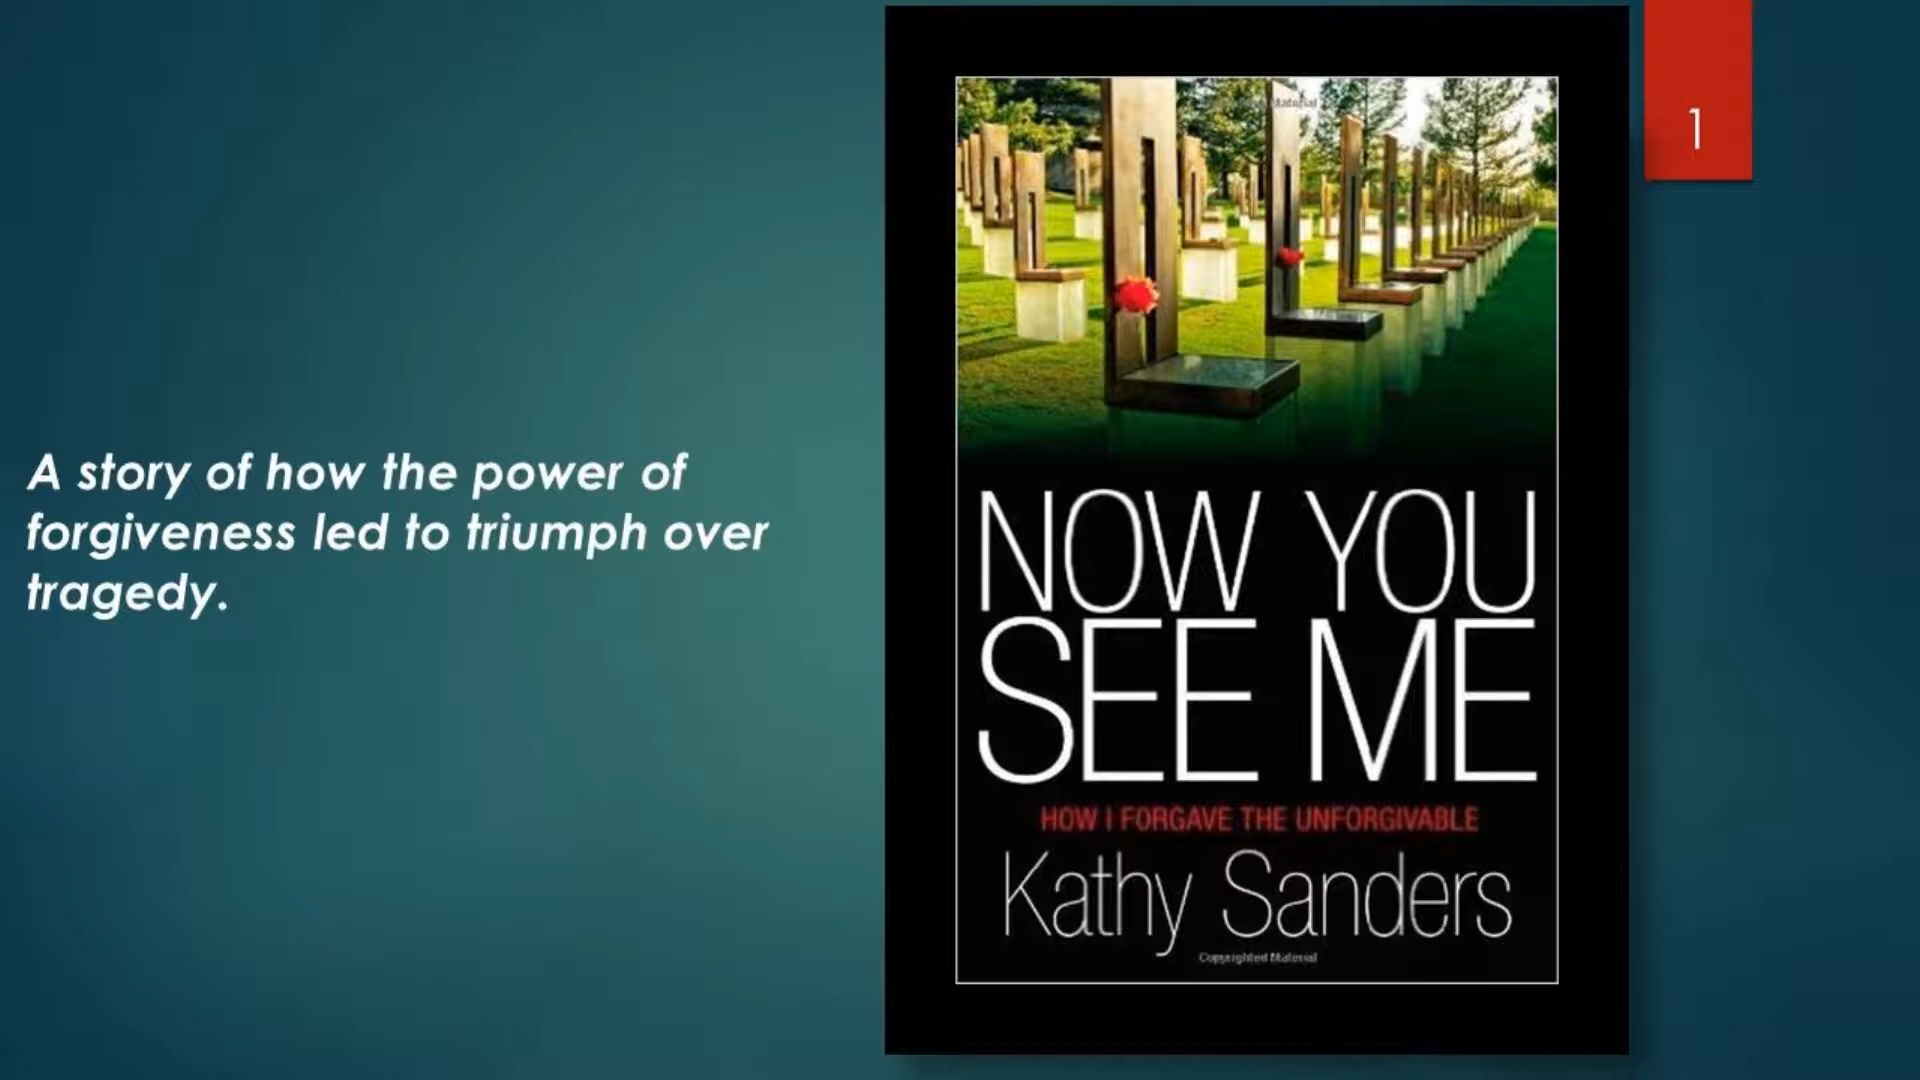 A story of how the power of
forgiveness led to triumph over
tragedy.
1
Material
NOW YOU
SEE ME
HOW I FORGAVE THE UNFORGIVABLE
Kathy Sanders
Copyrighted Material